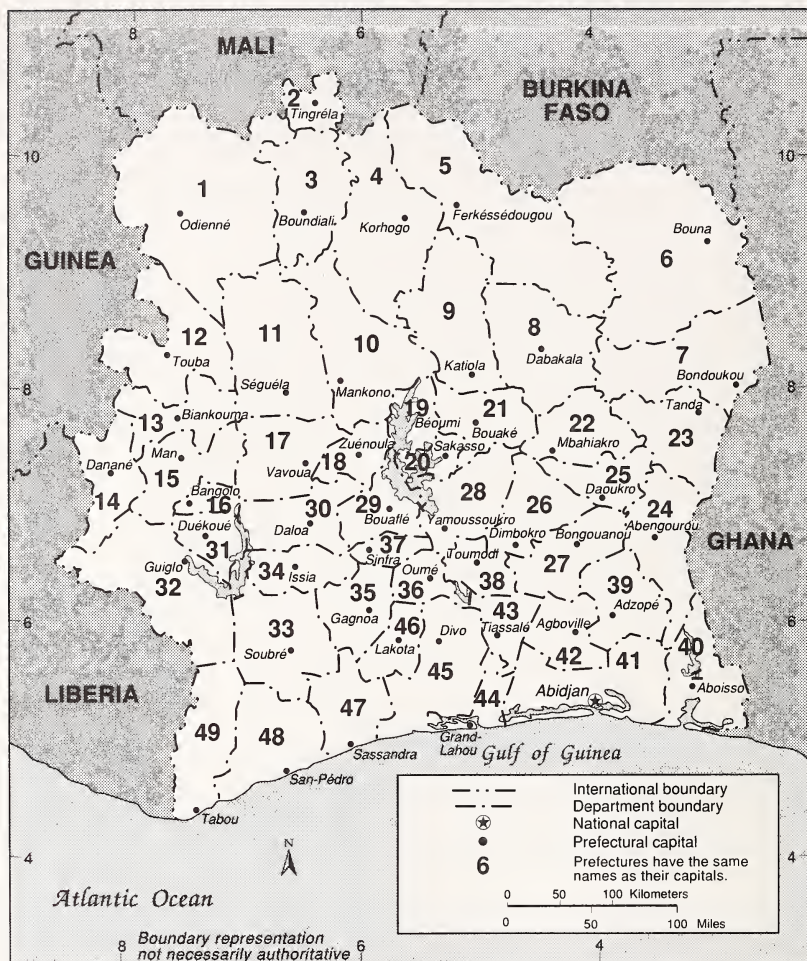 8
6
4
MALI
2
Tingréla
BURKINA
FASO
10
10
1
3
4
5
Odienné
Boundiali
Korhogo
Ferkéssédougou
Bouna
6
GUINEA
12
11
10
9
8
7
Touba
Katiola
Dabakala
Bondoukou
8
8
Séguéla
Mankono
13
Biankouma
17
19
Béoumi
21
Bouaké
22
Mbahiakro
Tanda
23
Man
Danané
15
14
Zuénoula
18
Vavoua
20
Sakasso
25
Daoukro
Bangolo
16
29
Bouaflé
28
26
24
30
Daloa
Yamoussoukro
Dimbokro
Bongouanou
Abengourou
Duékoué
31
37
Sinfra
Toumodi
27
GHANA
Guiglo
32
34
Issia
35
Oumé
36
38
39
Gagnoa
43
Adzopé
6
6
33
Soubré
46
Lakota
Divo
Tiassalé
Agboville
42
41
40
45
LIBERIA
44
Abidjan
Aboisso
49
48
47
Sassandra
Grand-
Lahou
Gulf of Guinea
San-Pédro
Tabou
International boundary
Department boundary
National capital
Prefectural capital
6
Prefectures have the same
names as their capitals.
N
4
4
0 50 100 Kilometers
0 50 100 Miles
Atlantic Ocean
8
6
4
Boundary representation
not necessarily authoritative